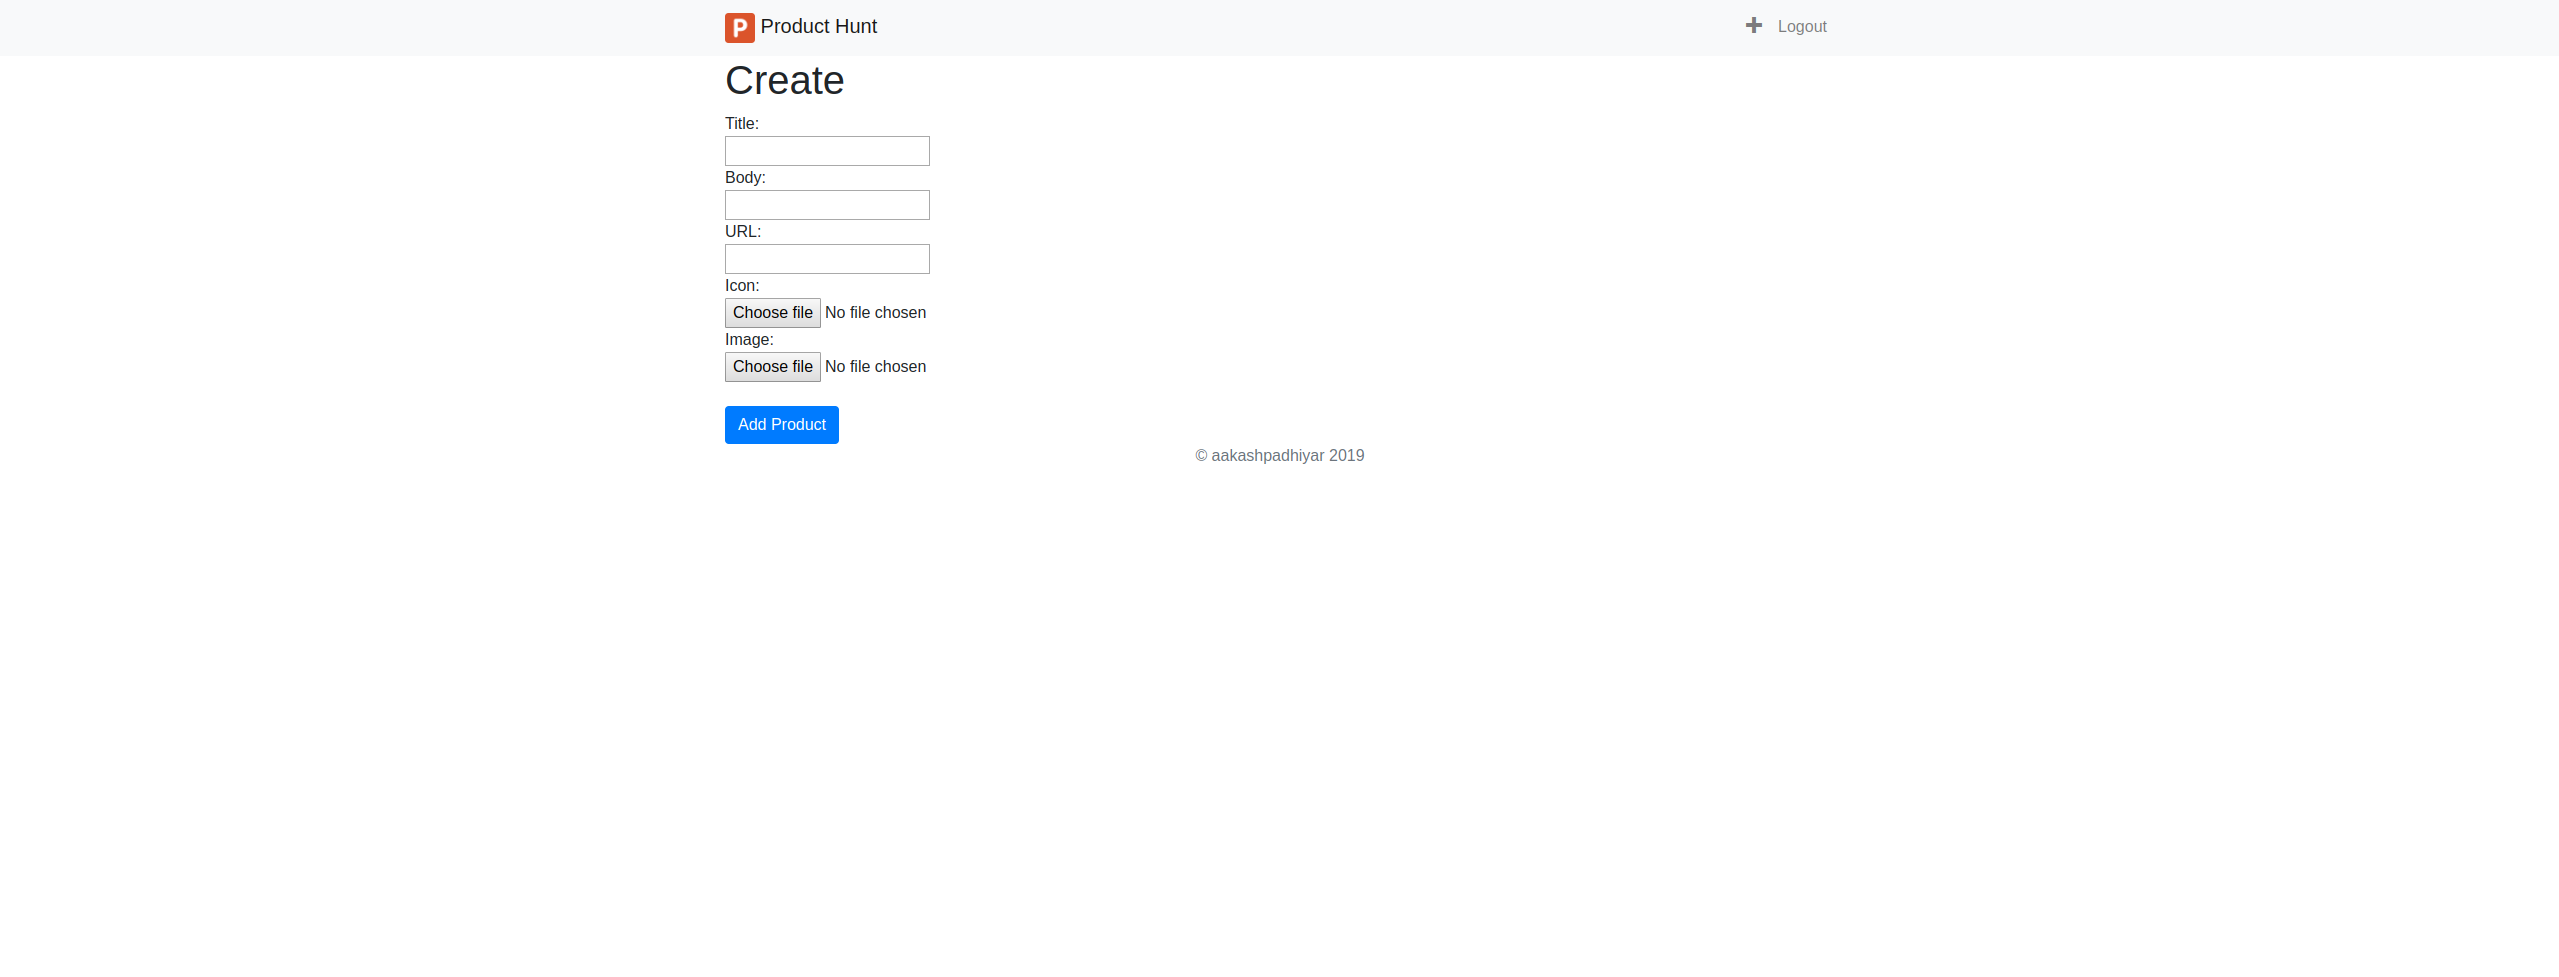 P Product Hunt Logout
Create
Title:
Body:
URL:
Icon:
Choose file No file chosen
Image:
Choose file No file chosen
Add Product
© aakashpadhiyar 2019